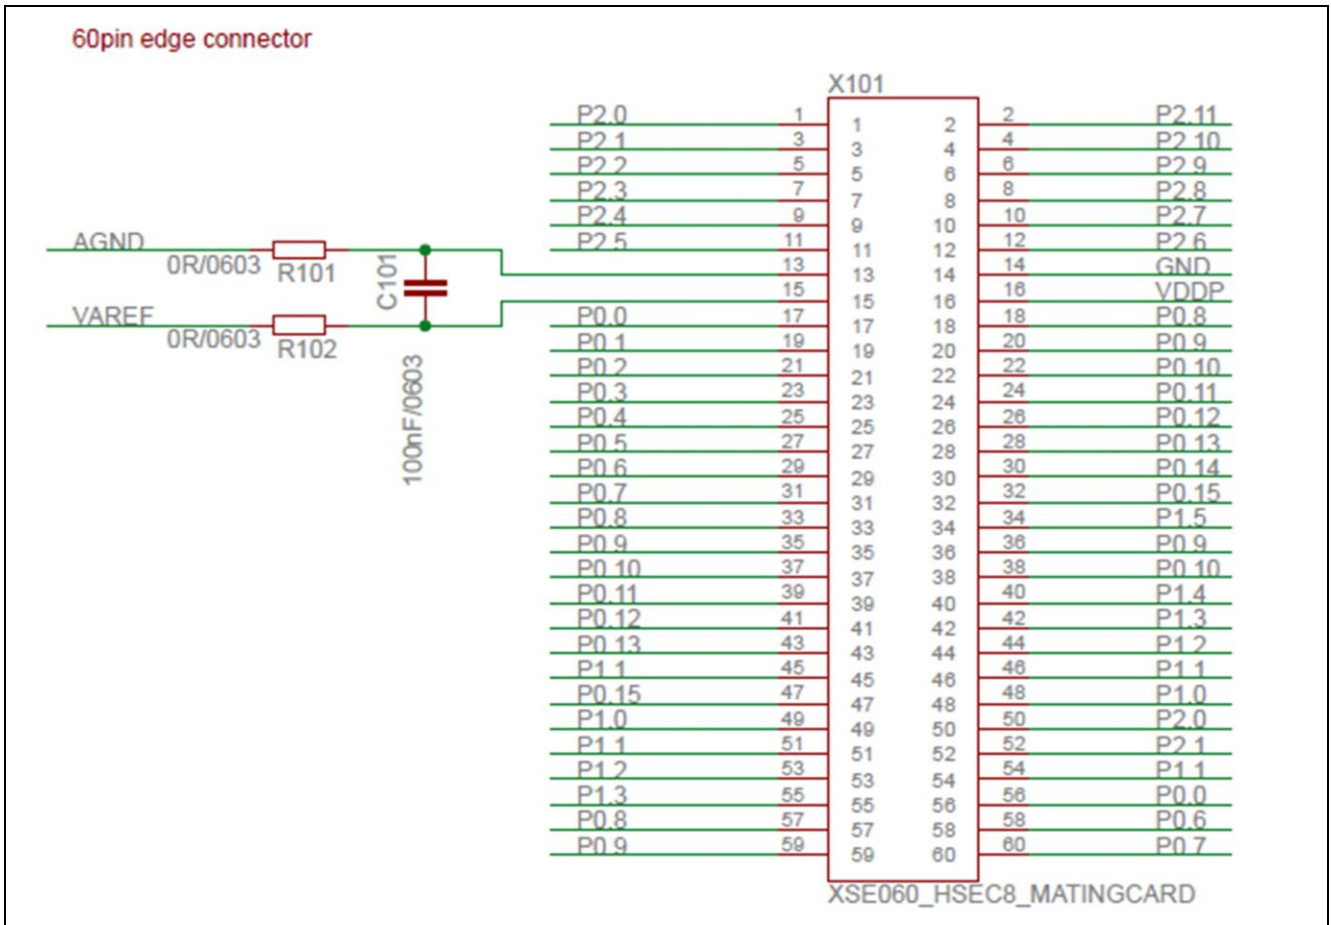 60pin edge connector
X101
P2.0 1 1 2 2 P2.11
P2.1 3 3 4 4 P2.10
P2.2 5 5 6 6 P2.9
P2.3 7 7 8 8 P2.8
P2.4 9 9 10 10 P2.7
P2.5 11 11 12 12 P2.6
AGND 0R/0603 R101 13 13 14 14 GND
C101
15 15 16 16 VDDP
VAREF 0R/0603 R102
100nF/0603
P0.0 17 17 18 18 P0.8
P0.1 19 19 20 20 P0.9
P0.2 21 21 22 22 P0.10
P0.3 23 23 24 24 P0.11
P0.4 25 25 26 26 P0.12
P0.5 27 27 28 28 P0.13
P0.6 29 29 30 30 P0.14
P0.7 31 31 32 32 P0.15
P0.8 33 33 34 34 P1.5
P0.9 35 35 36 36 P0.9
P0.10 37 37 38 38 P0.10
P0.11 39 39 40 40 P1.4
P0.12 41 41 42 42 P1.3
P0.13 43 43 44 44 P1.2
P1.1 45 45 46 46 P1.1
P0.15 47 47 48 48 P1.0
P1.0 49 49 50 50 P2.0
P1.1 51 51 52 52 P2.1
P1.2 53 53 54 54 P1.1
P1.3 55 55 56 56 P0.0
P0.8 57 57 58 58 P0.6
P0.9 59 59 60 60 P0.7
XSE060_HSEC8_MATINGCARD